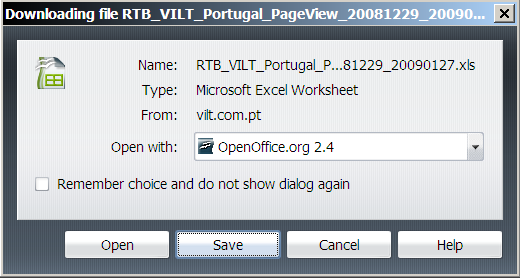 Downloading file RTB_VILT_Portugal_PageView_20081229_20090...
Name: RTB_VILT_Portugal_P...81229_20090127.xls
Type: Microsoft Excel Worksheet
From: vilt.com.pt
Open with: OpenOffice.org 2.4
Remember choice and do not show dialog again
Open Save Cancel Help